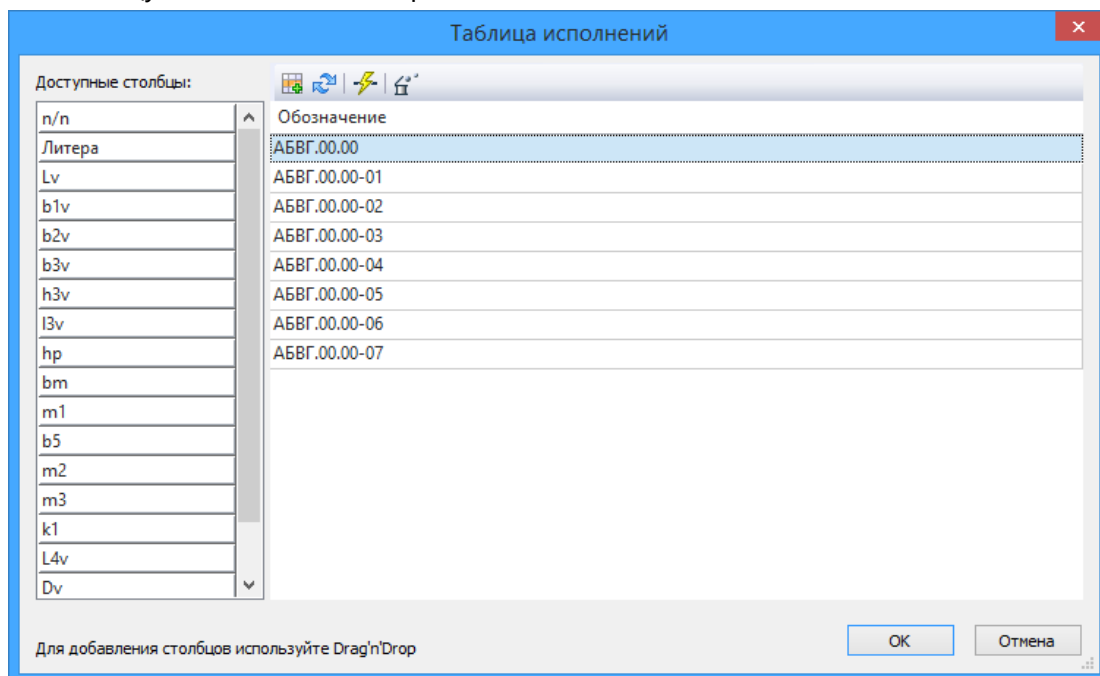 Таблица исполнений
Доступные столбцы:
n/n
Литера
Lv
b1v
b2v
b3v
h3v
l3v
hp
bm
m1
b5
m2
m3
k1
L4v
Dv
Обозначение
АБВГ.00.00
АБВГ.00.00-01
АБВГ.00.00-02
АБВГ.00.00-03
АБВГ.00.00-04
АБВГ.00.00-05
АБВГ.00.00-06
АБВГ.00.00-07
Для добавления столбцов используйте Drag'n'Drop
ОК
Отмена